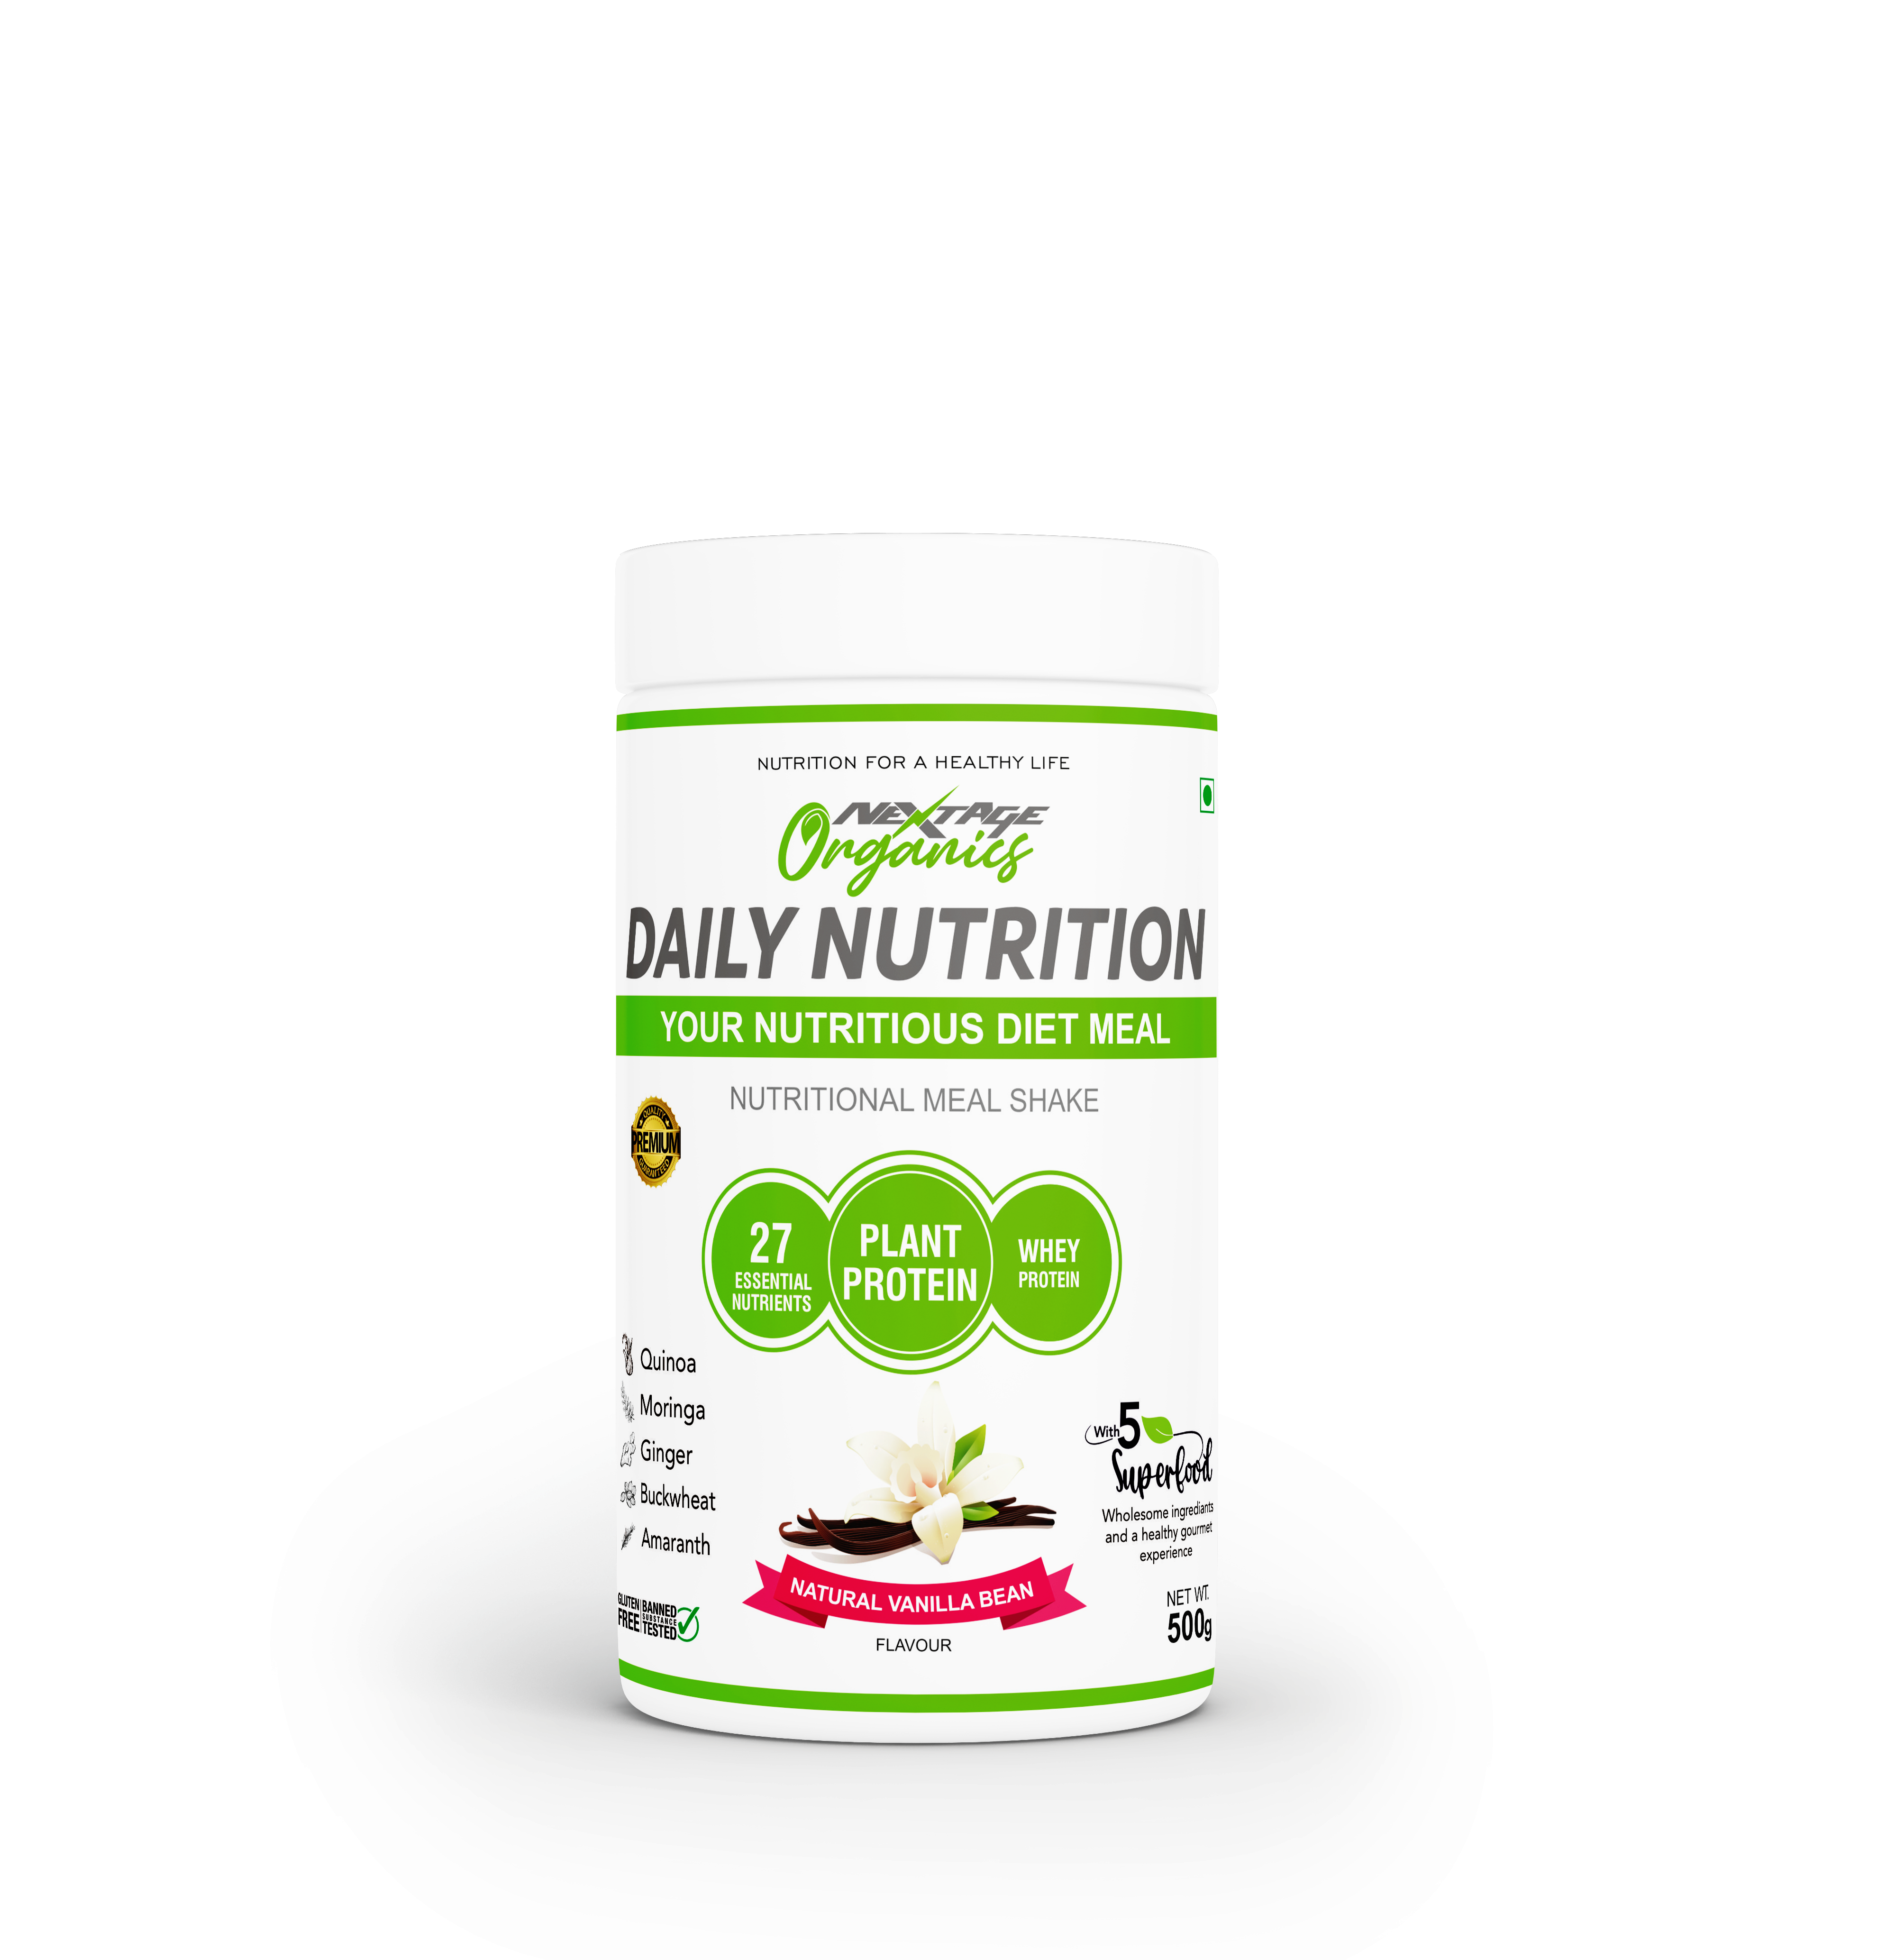 NUTRITION FOR A HEALTHY LIFE
NEXTAGE
Organics
DAILY NUTRITION
YOUR NUTRITIOUS DIET MEAL
NUTRITIONAL MEAL SHAKE
QUALITY
PREMIUM
GUARANTEED
27
ESSENTIAL
NUTRIENTS
PLANT
PROTEIN
WHEY
PROTEIN
Quinoa
Moringa
Ginger
Buckwheat
Amaranth
With 5
Superfood
Wholesome ingrediants
and a healthy gourmet
experience
GLUTEN
FREE
BANNED
SUBSTANCE
TESTED
NATURAL VANILLA BEAN
FLAVOUR
NET WT.
500g